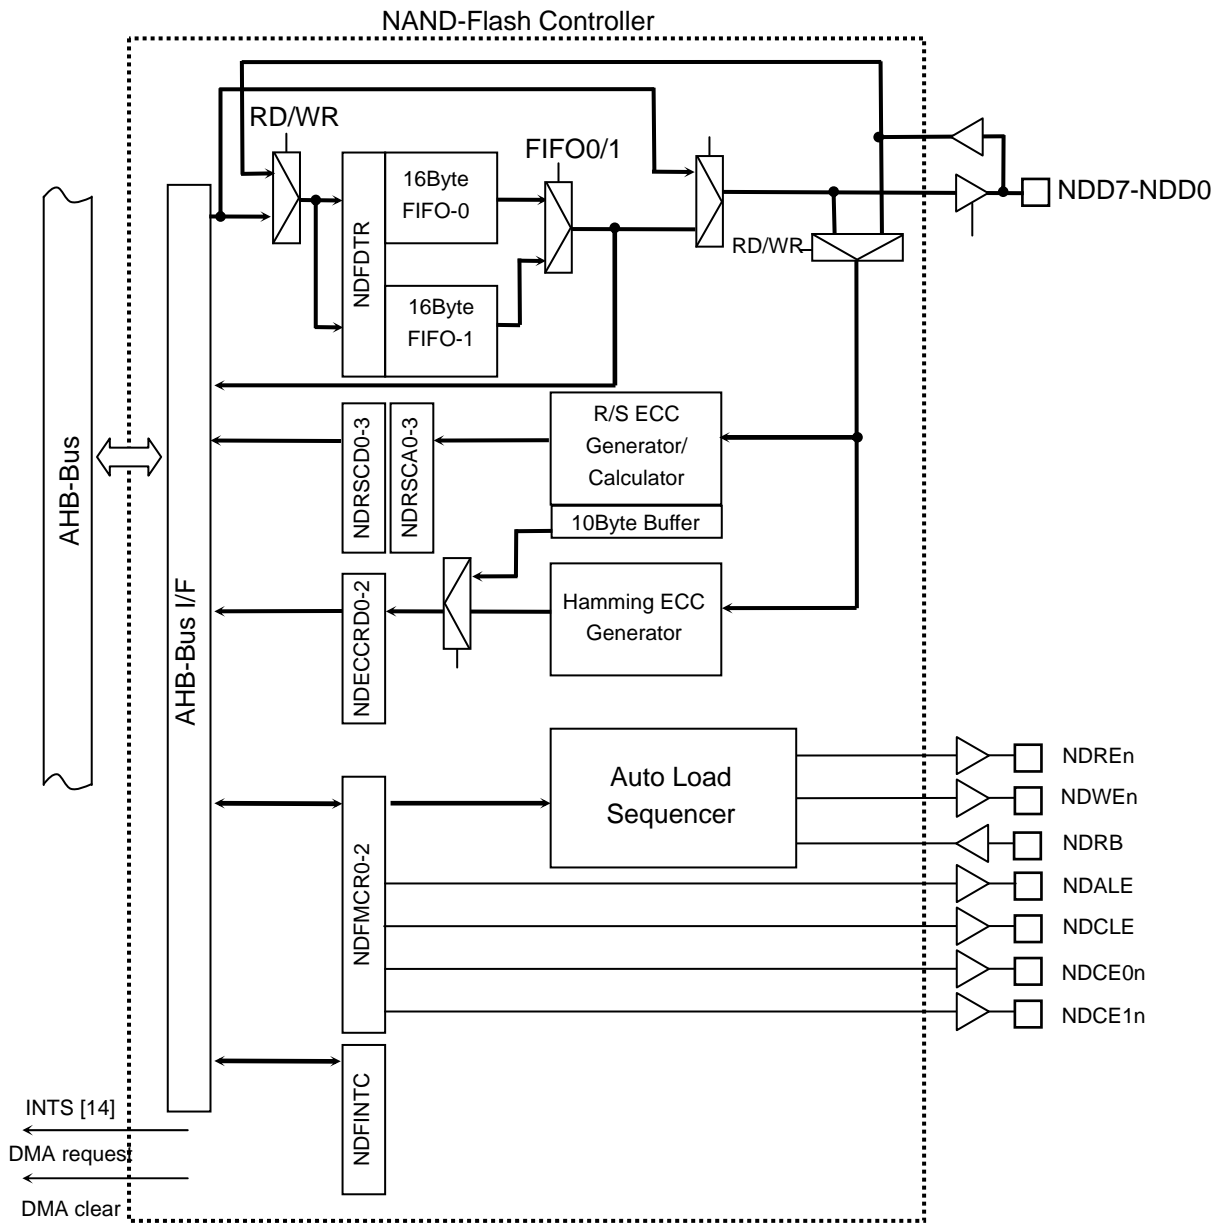 NAND-Flash Controller
RD/WR
FIFO0/1
NDFDTR
16Byte
FIFO-0
16Byte
FIFO-1
NDD7-NDD0
RD/WR
AHB-Bus
AHB-Bus I/F
NDRSCD0-3
NDRSCA0-3
R/S ECC
Generator/
Calculator
10Byte Buffer
NDECCRD0-2
Hamming ECC
Generator
NDFMCR0-2
Auto Load
Sequencer
NDREn
NDWEn
NDRB
NDALE
NDCLE
NDCE0n
NDCE1n
NDFINTC
INTS [14]
DMA request
DMA clear